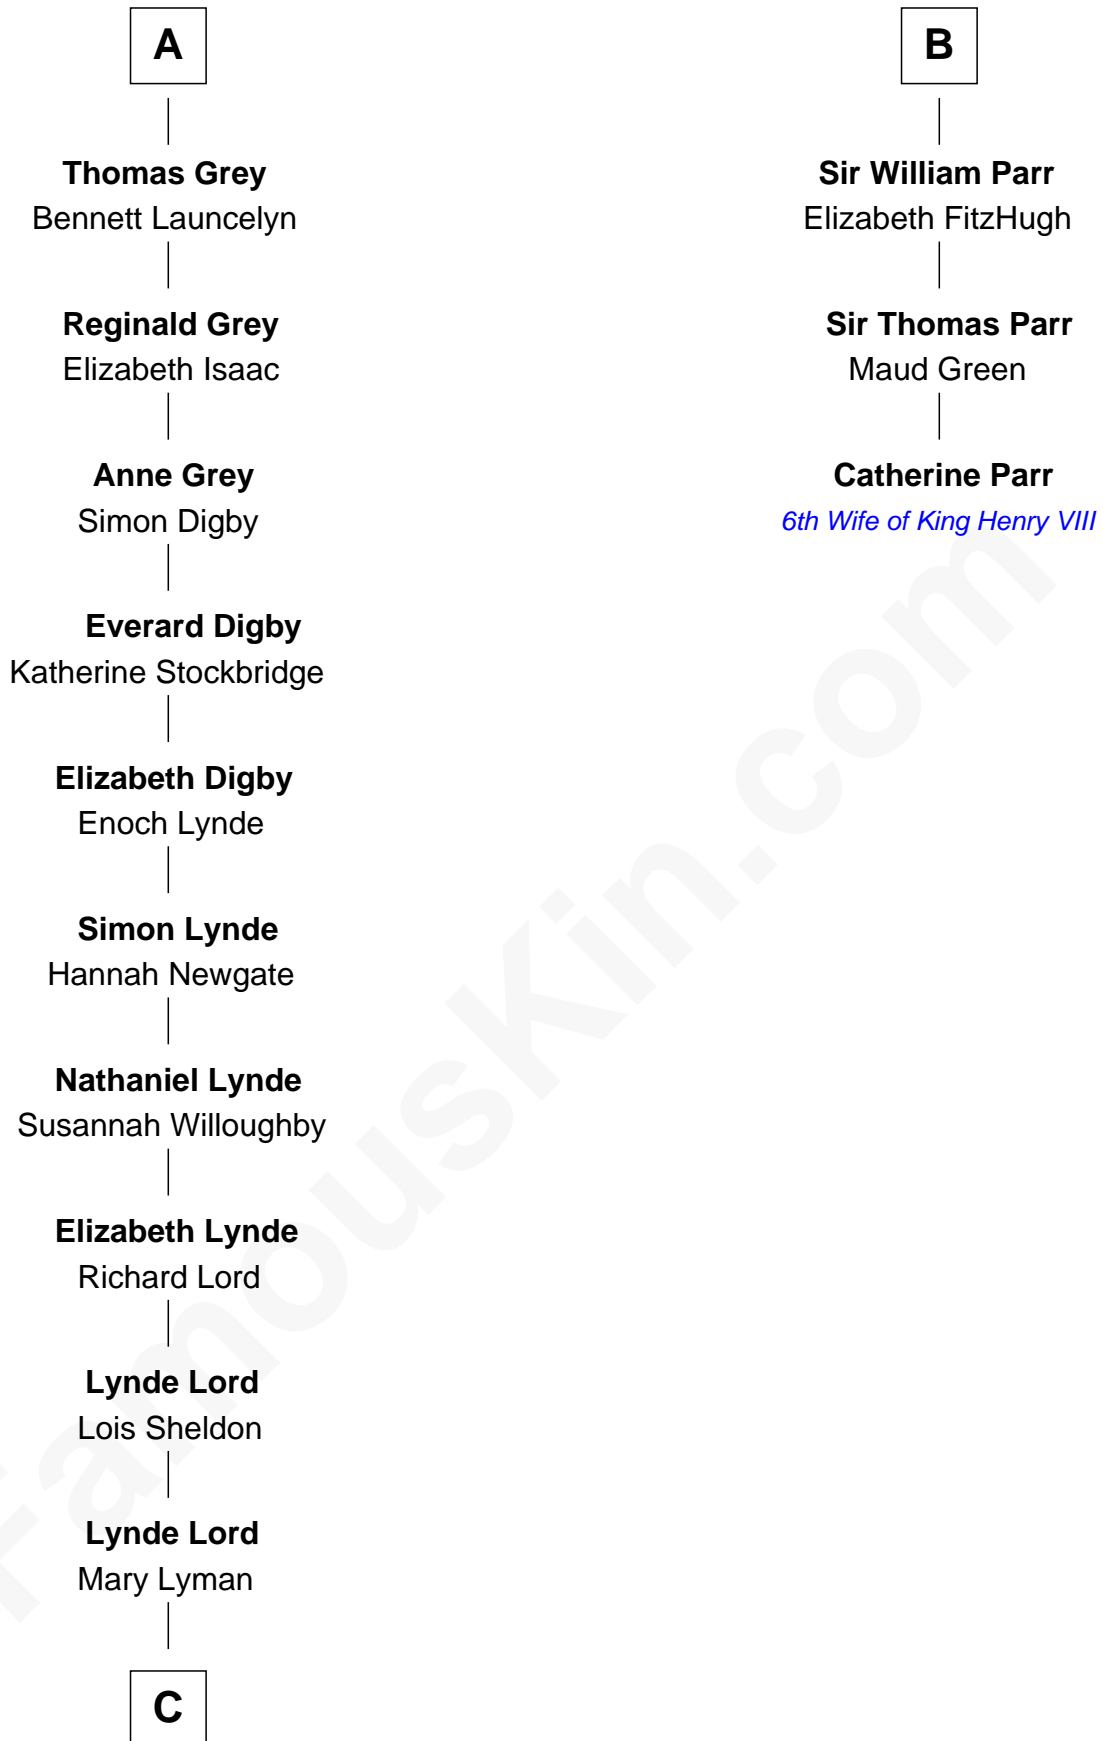 A
Thomas Grey
Bennett Launcelyn
Reginald Grey
Elizabeth Isaac
Anne Grey
Simon Digby
Everard Digby
Katherine Stockbridge
Elizabeth Digby
Enoch Lynde
Simon Lynde
Hannah Newgate
Nathaniel Lynde
Susannah Willoughby
Elizabeth Lynde
Richard Lord
Lynde Lord
Lois Sheldon
Lynde Lord
Mary Lyman
C
B
Sir William Parr
Elizabeth FitzHugh
Sir Thomas Parr
Maud Green
Catherine Parr
6th Wife of King Henry VIII
FamousKin.com